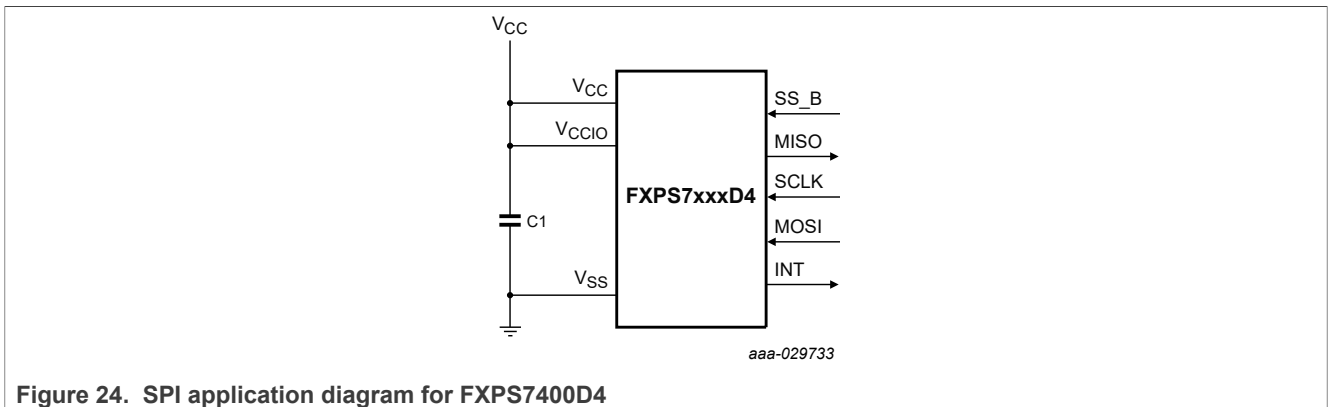 VCC
VCC
VCCIO
C1
VSS
FXPS7xxxD4
SS_B
MISO
SCLK
MOSI
INT
aaa-029733
Figure 24. SPI application diagram for FXPS7400D4